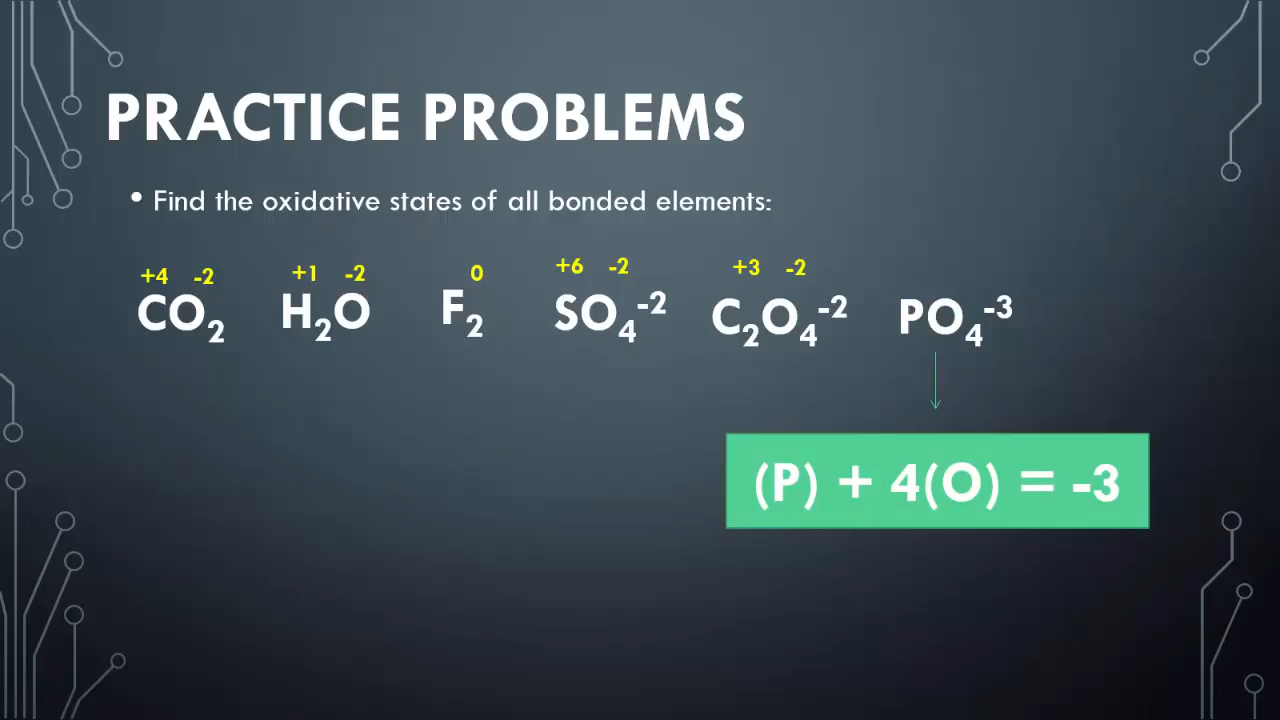 PRACTICE PROBLEMS
• Find the oxidative states of all bonded elements:
+4 -2 +1 -2 0 +6 -2 +3 -2
CO₂ H₂O F₂ SO₄⁻² C₂O₄⁻² PO₄⁻³
(P) + 4(O) = -3